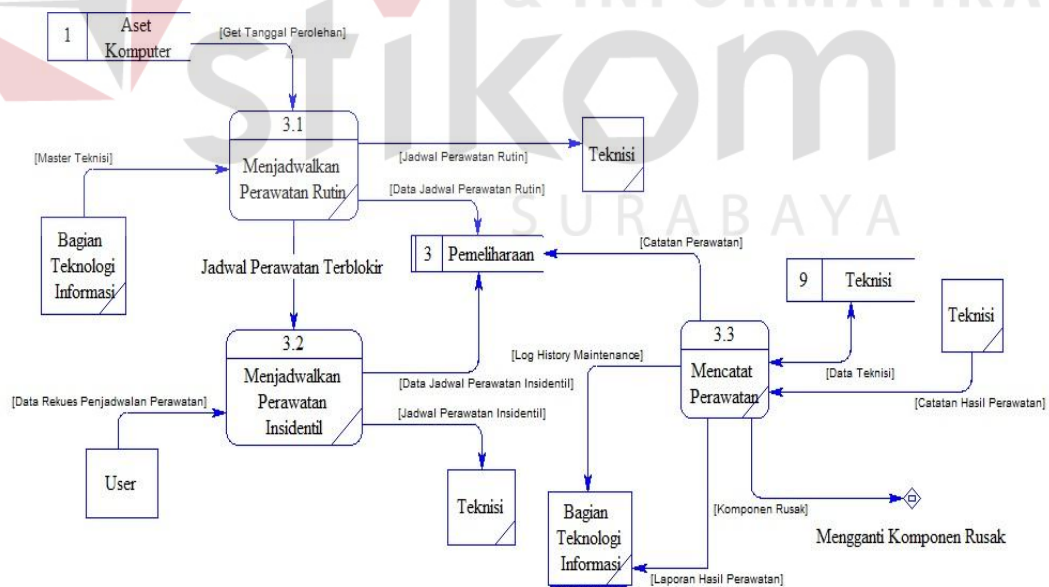 & INFORMATIKA
stikom
SURABAYA
1
Aset
Komputer
[Get Tanggal Perolehan]
3.1
Menjadwalkan
Perawatan Rutin
[Master Teknisi]
[Jadwal Perawatan Rutin]
Teknisi
[Data Jadwal Perawatan Rutin]
Bagian
Teknologi
Informasi
Jadwal Perawatan Terblokir
3
Pemeliharaan
[Catatan Perawatan]
9
Teknisi
Teknisi
3.2
Menjadwalkan
Perawatan
Insidentil
[Log History Maintenance]
3.3
Mencatat
Perawatan
[Data Teknisi]
[Data Rekues Penjadwalan Perawatan]
[Data Jadwal Perawatan Insidentil]
[Jadwal Perawatan Insidentil]
[Catatan Hasil Perawatan]
User
Teknisi
Bagian
Teknologi
Informasi
[Komponen Rusak]
Mengganti Komponen Rusak
[Laporan Hasil Perawatan]